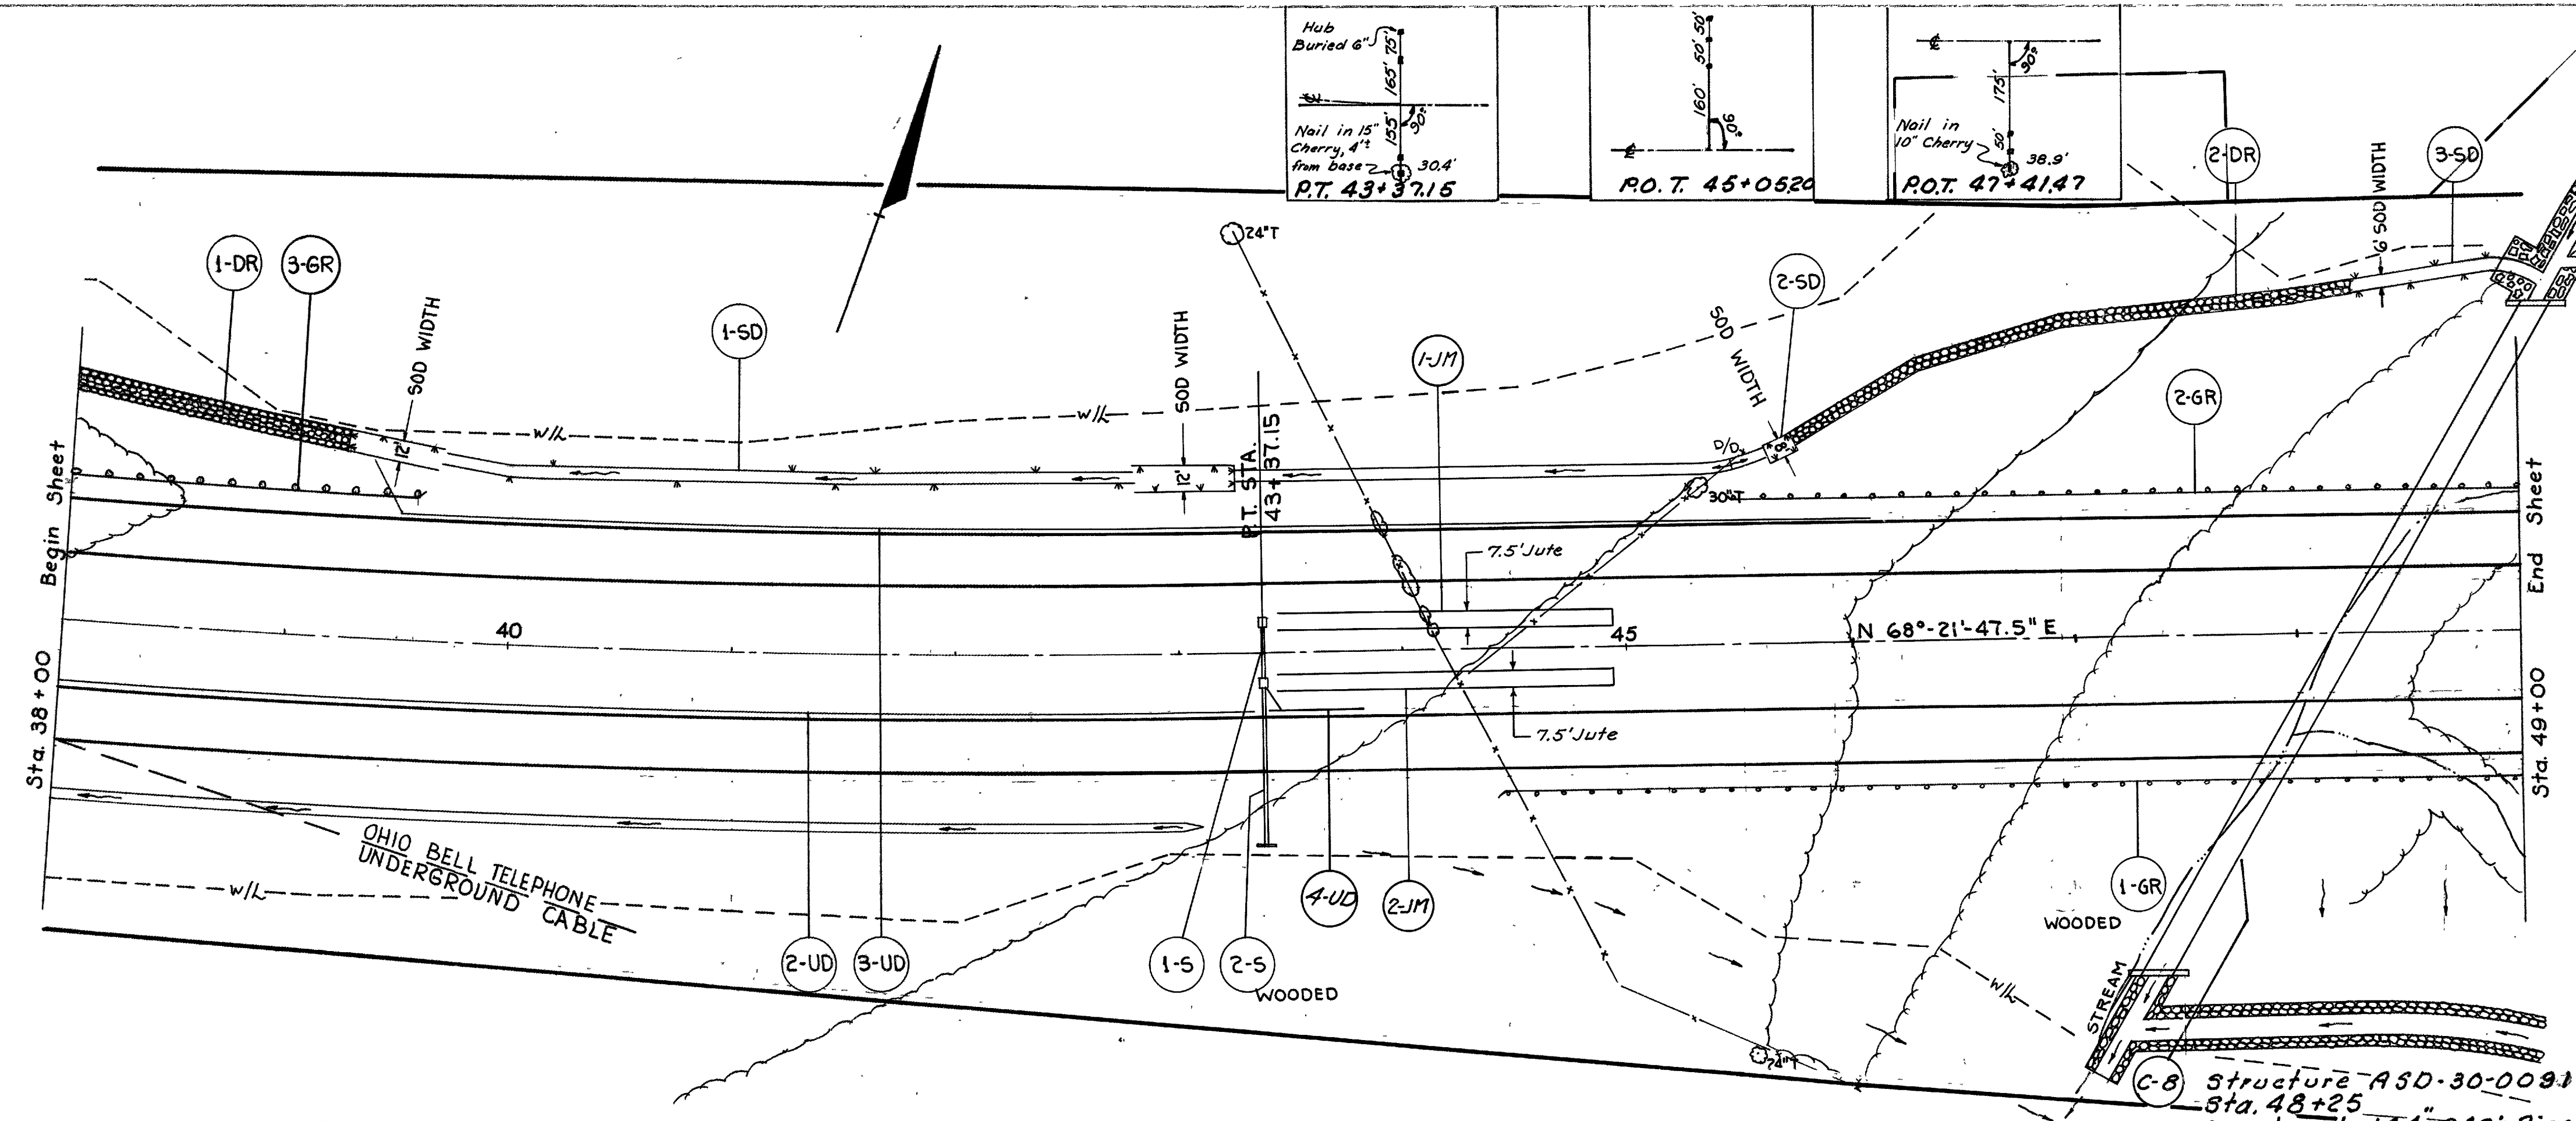 Hub
Buried 6"
75'
165'
℄
155'
90°
Nail in 15"
Cherry, 4'±
from base
30.4'
P.T. 43+37.15
50'
50'
160'
90°
℄
P.O.T. 45+05.20
℄
90°
175'
Nail in
10" Cherry
50'
38.9'
P.O.T. 47+41.47
2-DR
3-SD
6' SOD WIDTH
24"T
1-DR
3-GR
SOD WIDTH
12'
1-SD
SOD WIDTH
12'
P.T. STA.
43+37.15
1-JM
2-SD
SOD WIDTH
8'
D/D
2-GR
30"T
W/L
W/L
Begin Sheet
Sta. 38+00
End Sheet
Sta. 49+00
7.5' Jute
40
45
N 68°-21'-47.5" E
7.5' Jute
OHIO BELL TELEPHONE
UNDERGROUND CABLE
W/L
2-UD
3-UD
1-S
2-S
4-UD
2-JM
1-GR
WOODED
WOODED
W/L
STREAM
24"T
C-8
Structure ASD-30-0091
Sta. 48+25